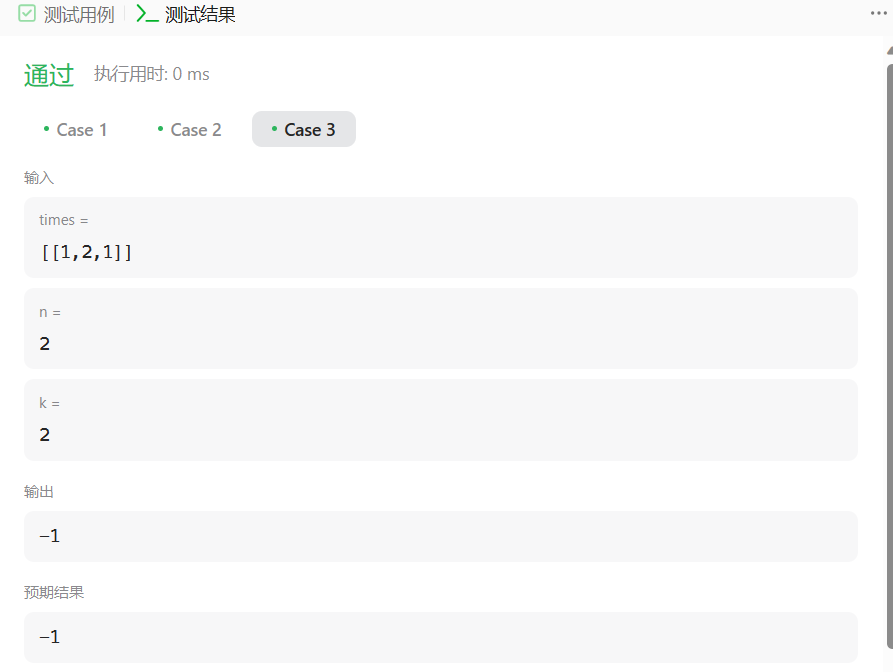 测试用例 测试结果
通过 执行用时: 0 ms
Case 1 Case 2 Case 3
输入
times =
[[1,2,1]]
n =
2
k =
2
输出
-1
预期结果
-1